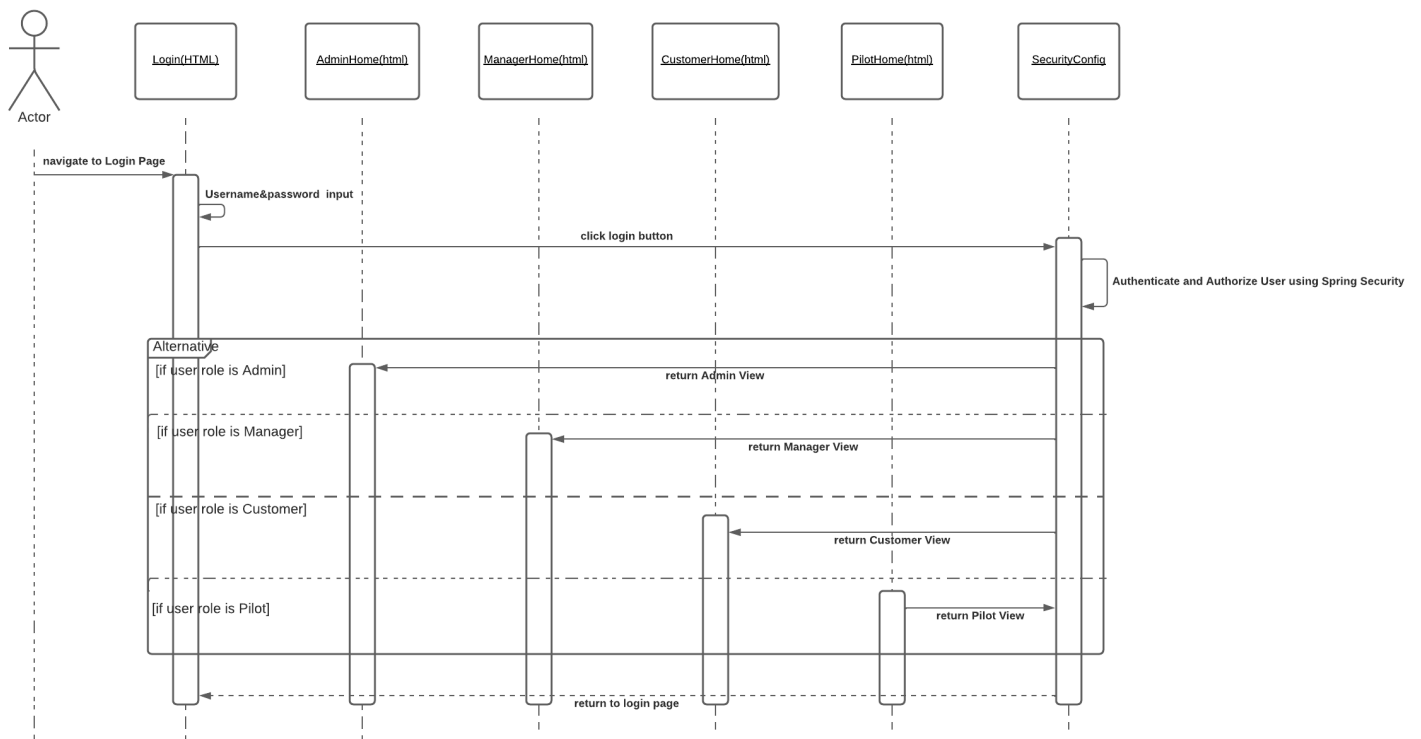 Actor
Login(HTML)
AdminHome(html)
ManagerHome(html)
CustomerHome(html)
PilotHome(html)
SecurityConfig
navigate to Login Page
Username&password  input
click login button
Authenticate and Authorize User using Spring Security
Alternative
[if user role is Admin]
return Admin View
[if user role is Manager]
return Manager View
[if user role is Customer]
return Customer View
[if user role is Pilot]
return Pilot View
return to login page